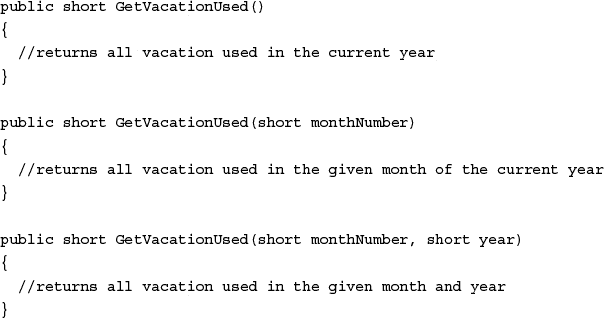 public short GetVacationUsed()
{
  //returns all vacation used in the current year
}

public short GetVacationUsed(short monthNumber)
{
  //returns all vacation used in the given month of the current year
}

public short GetVacationUsed(short monthNumber, short year)
{
  //returns all vacation used in the given month and year
}